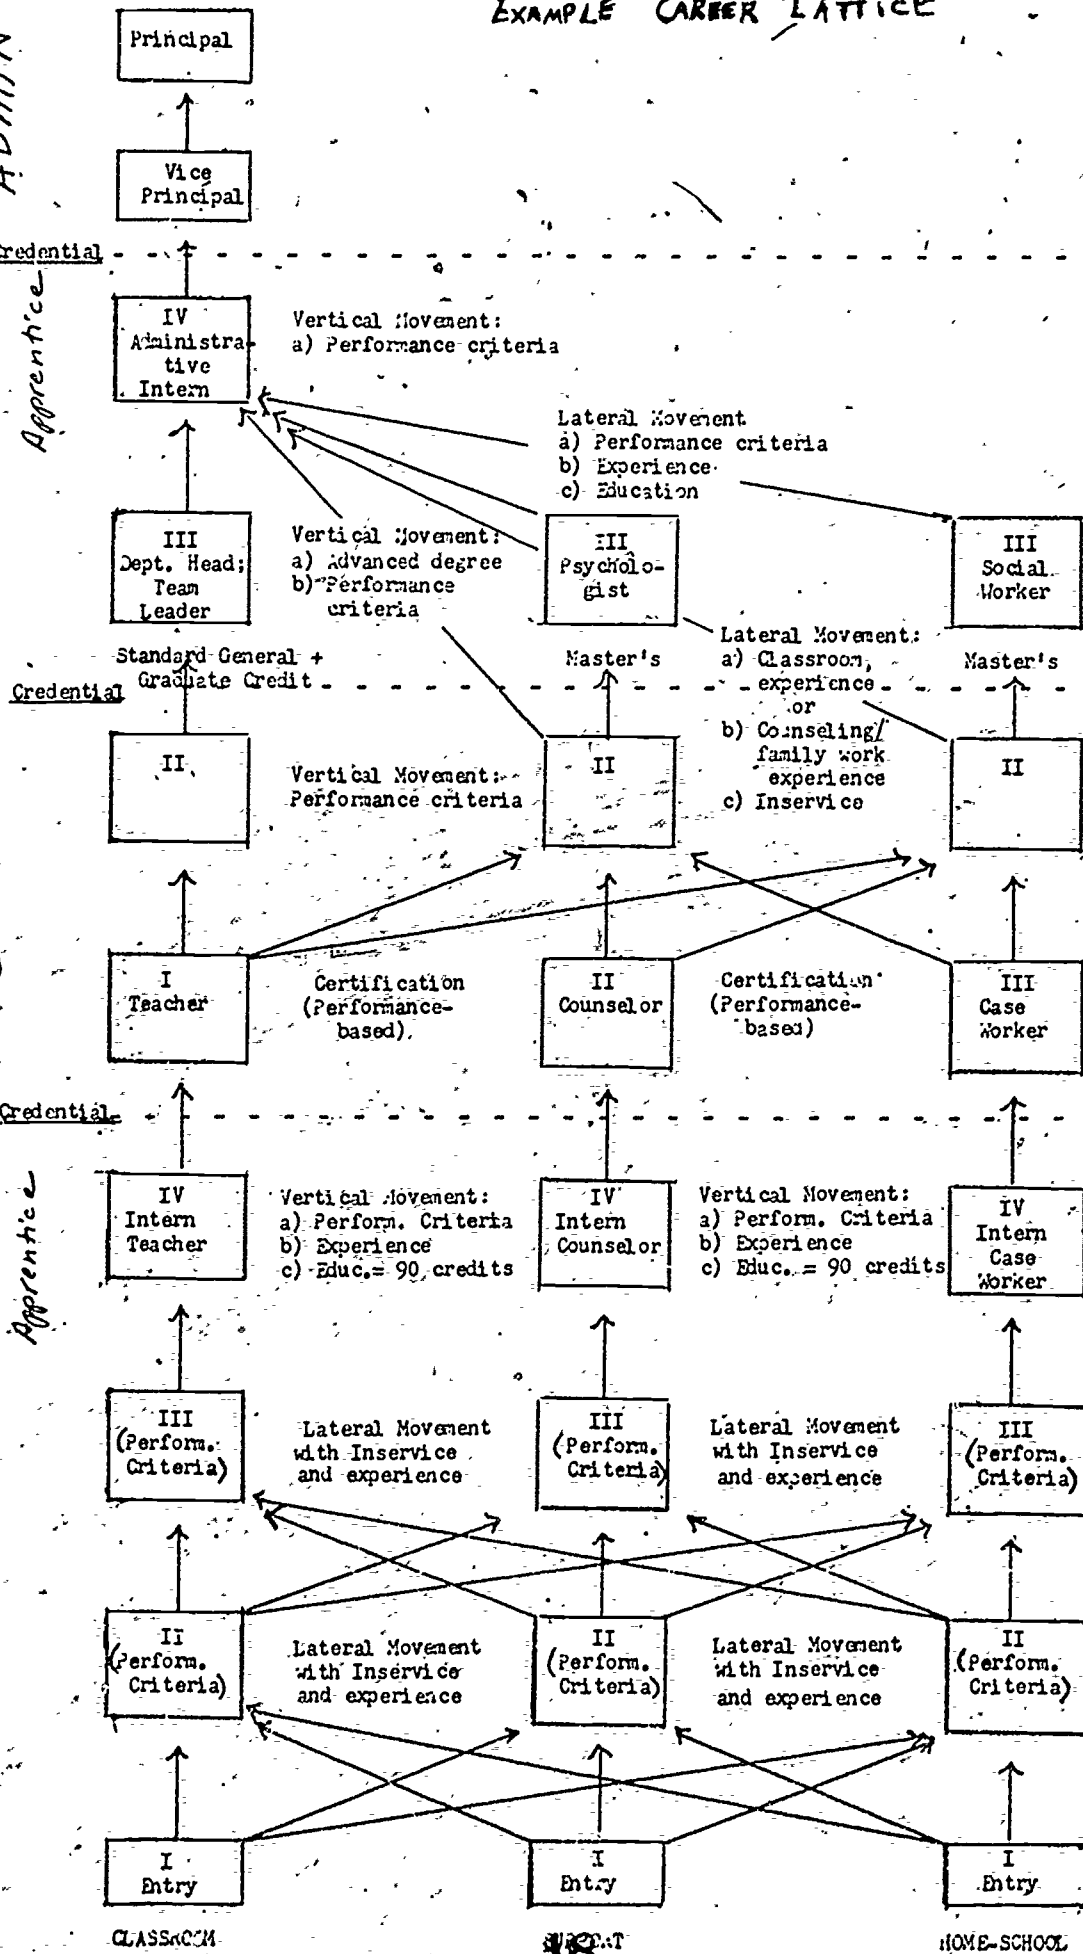 EXAMPLE CAREER LATTICE
ADMIN
Principal
Vice
Principal
Credential
Apprentice
IV
Administra-
tive
Intern
Vertical Movement:
a) Performance criteria
Lateral Movement
a) Performance criteria
b) Experience
c) Education
III
Dept. Head;
Team
Leader
Vertical Movement:
a) Advanced degree
b) Performance
criteria
III
Psycholo-
gist
III
Social
Worker
Lateral Movement:
a) Classroom,
experience
or
b) Counseling/
family work
experience
c) Inservice
Standard General +
Graduate Credit
Master's
Master's
Credential
II
Vertical Movement:
Performance criteria
II
II
I
Teacher
Certification
(Performance-
based)
II
Counselor
Certification
(Performance-
based)
III
Case
Worker
Credential
Apprentice
IV
Intern
Teacher
Vertical Movement:
a) Perform. Criteria
b) Experience
c) Educ.= 90 credits
IV
Intern
Counselor
Vertical Movement:
a) Perform. Criteria
b) Experience
c) Educ. = 90 credits
IV
Intern
Case
Worker
III
(Perform.
Criteria)
Lateral Movement
with Inservice
and experience
III
(Perform.
Criteria)
Lateral Movement
with Inservice
and experience
III
(Perform.
Criteria)
II
(Perform.
Criteria)
Lateral Movement
with Inservice
and experience
II
(Perform.
Criteria)
Lateral Movement
with Inservice
and experience
II
(Perform.
Criteria)
I
Entry
I
Entry
I
Entry
CLASSROOM
HOME-SCHOOL